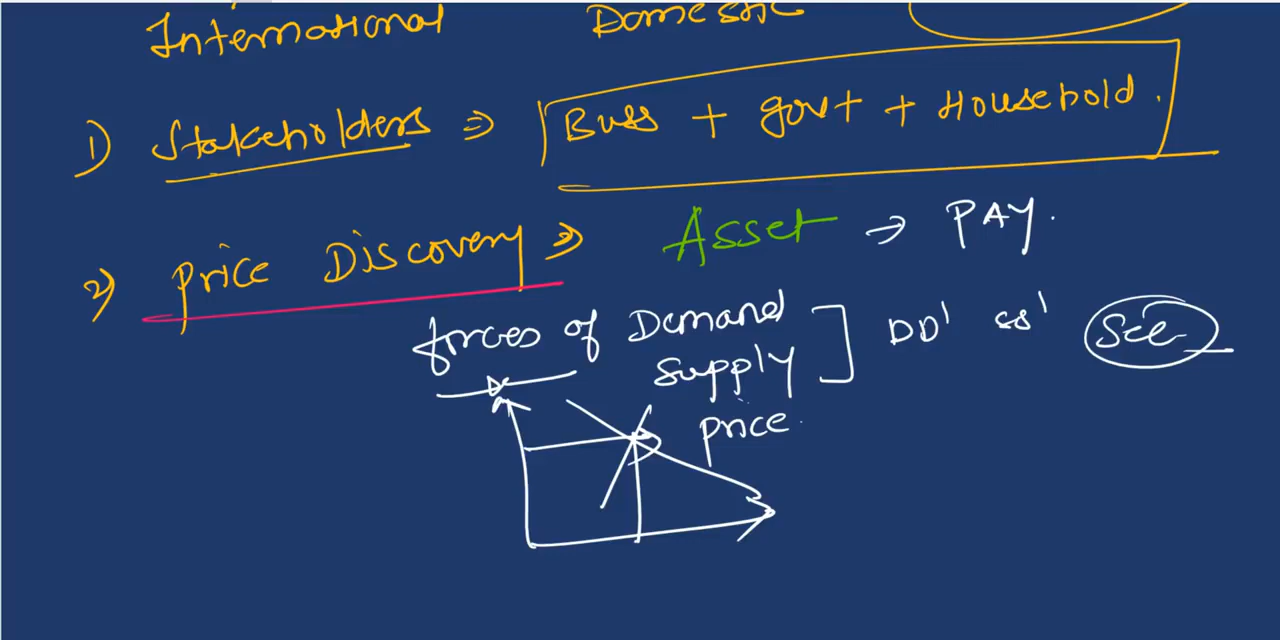 International Domestic
1) Stakeholders ⇒ Buss + govt + Household.
2) Price Discovery ⇒ Asset → PAY.
forces of Demand DD' SS'
supply
price.